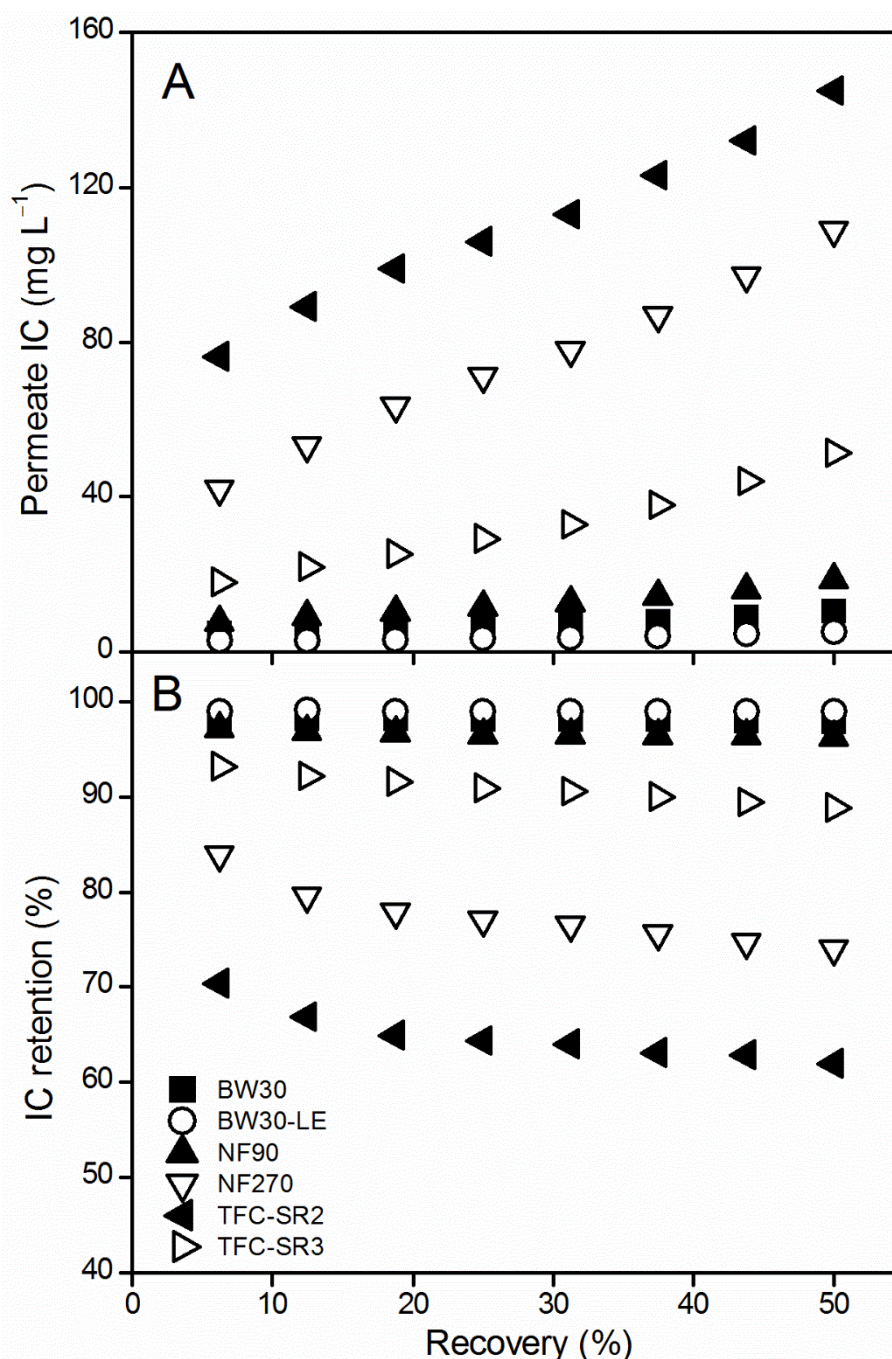 A
Permeate IC (mg L⁻¹)
160
120
80
40
0
B
IC retention (%)
100
90
80
70
60
50
40
BW30
BW30-LE
NF90
NF270
TFC-SR2
TFC-SR3
0 10 20 30 40 50
Recovery (%)